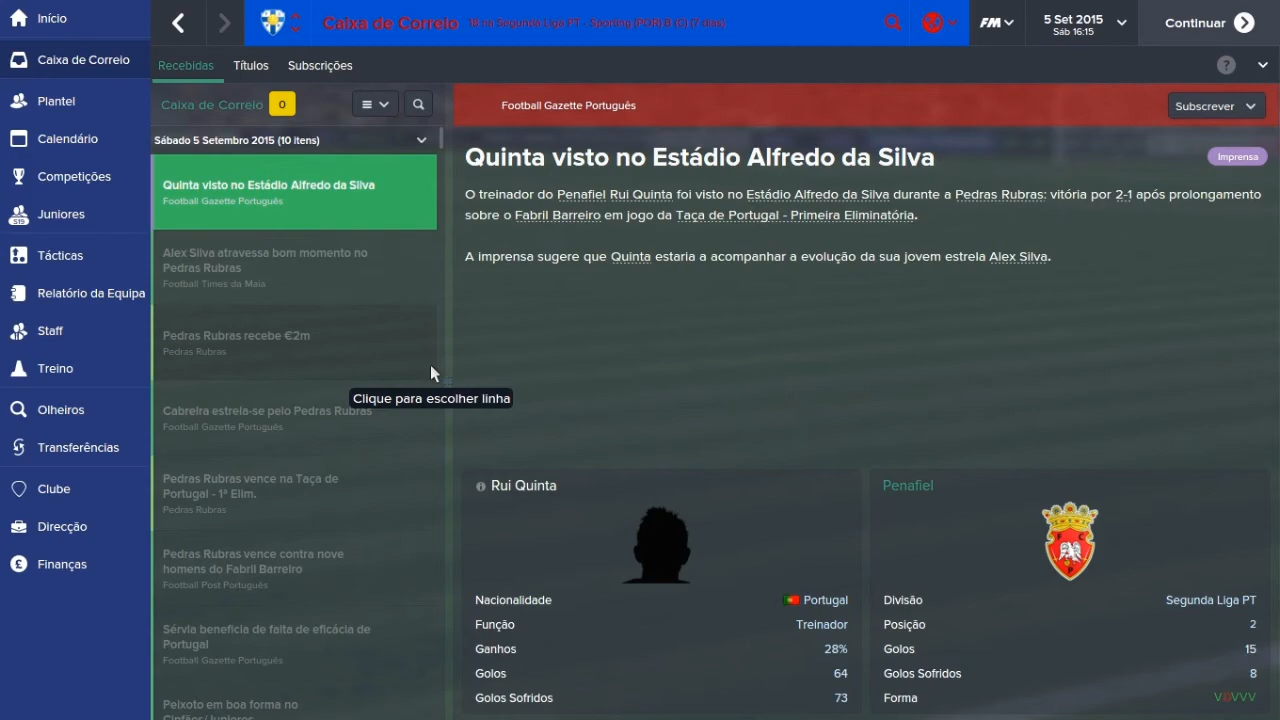 Início
Caixa de Correio
Plantel
Calendário
Competições
S19
Juniores
Tácticas
Relatório da Equipa
Staff
Treino
Olheiros
Transferências
Clube
Direcção
Finanças
Caixa de Correio
FM
5 Set 2015
Sáb 16:15
Continuar
Recebidas
Títulos
Subscrições
?
Caixa de Correio
0
Sábado 5 Setembro 2015 (10 itens)
Quinta visto no Estádio Alfredo da Silva
Football Gazette Português
Alex Silva atravessa bom momento no
Pedras Rubras
Football Times da Maia
Pedras Rubras recebe €2m
Pedras Rubras
Clique para escolher linha
Cabreira estreia-se pelo Pedras Rubras
Football Gazette Português
Pedras Rubras vence na Taça de
Portugal - 1ª Elim.
Pedras Rubras
Pedras Rubras vence contra nove
homens do Fabril Barreiro
Football Post Português
Sérvia beneficia de falta de eficácia de
Portugal
Football Gazette Português
Peixoto em boa forma no
Football Gazette Português
Subscrever
Quinta visto no Estádio Alfredo da Silva
Imprensa
O treinador do Penafiel Rui Quinta foi visto no Estádio Alfredo da Silva durante a Pedras Rubras: vitória por 2-1 após prolongamento
sobre o Fabril Barreiro em jogo da Taça de Portugal - Primeira Eliminatória.
A imprensa sugere que Quinta estaria a acompanhar a evolução da sua jovem estrela Alex Silva.
Rui Quinta
Nacionalidade Portugal
Função Treinador
Ganhos 28%
Golos 64
Golos Sofridos 73
Penafiel
F C P
Divisão Segunda Liga PT
Posição 2
Golos 15
Golos Sofridos 8
Forma VDVVV